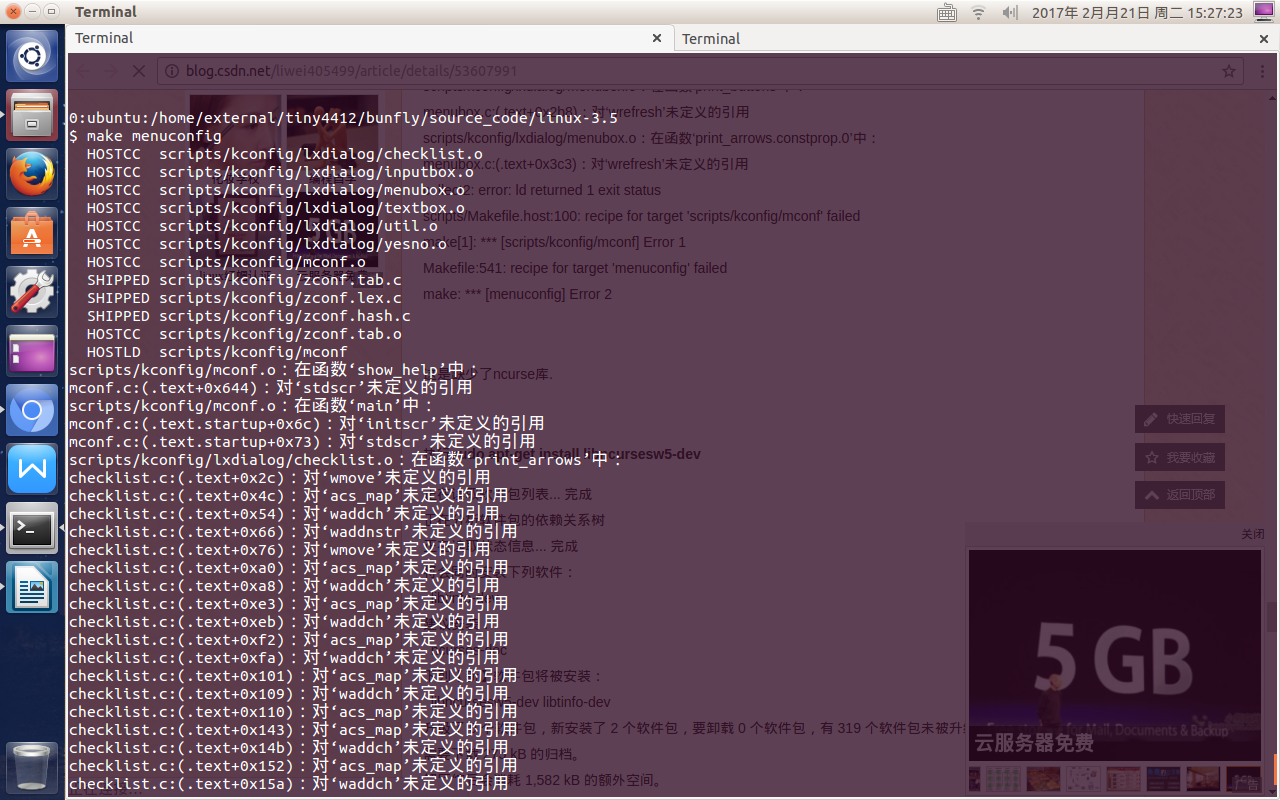 Terminal
2017年 2月月21日 周二 15:27:23
Terminal
Terminal
blog.csdn.net/liwei405499/article/details/53607991
0:ubuntu:/home/external/tiny4412/bunfly/source_code/linux-3.5
$ make menuconfig
HOSTCC scripts/kconfig/lxdialog/checklist.o
HOSTCC scripts/kconfig/lxdialog/inputbox.o
HOSTCC scripts/kconfig/lxdialog/menubox.o
HOSTCC scripts/kconfig/lxdialog/textbox.o
HOSTCC scripts/kconfig/lxdialog/util.o
HOSTCC scripts/kconfig/lxdialog/yesno.o
HOSTCC scripts/kconfig/mconf.o
SHIPPED scripts/kconfig/zconf.tab.c
SHIPPED scripts/kconfig/zconf.lex.c
SHIPPED scripts/kconfig/zconf.hash.c
HOSTCC scripts/kconfig/zconf.tab.o
HOSTLD scripts/kconfig/mconf
scripts/kconfig/mconf.o：在函数‘show_help’中：
mconf.c:(.text+0x644)：对‘stdscr’未定义的引用
scripts/kconfig/mconf.o：在函数‘main’中：
mconf.c:(.text.startup+0x6c)：对‘initscr’未定义的引用
mconf.c:(.text.startup+0x73)：对‘stdscr’未定义的引用
scripts/kconfig/lxdialog/checklist.o：在函数‘print_arrows’中：
checklist.c:(.text+0x2c)：对‘wmove’未定义的引用
checklist.c:(.text+0x4c)：对‘acs_map’未定义的引用
checklist.c:(.text+0x54)：对‘waddch’未定义的引用
checklist.c:(.text+0x66)：对‘waddnstr’未定义的引用
checklist.c:(.text+0x76)：对‘wmove’未定义的引用
checklist.c:(.text+0xa0)：对‘acs_map’未定义的引用
checklist.c:(.text+0xa8)：对‘waddch’未定义的引用
checklist.c:(.text+0xe3)：对‘acs_map’未定义的引用
checklist.c:(.text+0xeb)：对‘waddch’未定义的引用
checklist.c:(.text+0xf2)：对‘acs_map’未定义的引用
checklist.c:(.text+0xfa)：对‘waddch’未定义的引用
checklist.c:(.text+0x101)：对‘acs_map’未定义的引用
checklist.c:(.text+0x109)：对‘waddch’未定义的引用
checklist.c:(.text+0x110)：对‘acs_map’未定义的引用
checklist.c:(.text+0x143)：对‘acs_map’未定义的引用
checklist.c:(.text+0x14b)：对‘waddch’未定义的引用
checklist.c:(.text+0x152)：对‘acs_map’未定义的引用
checklist.c:(.text+0x15a)：对‘waddch’未定义的引用
menubox.c:(.text+0x2b8)：对‘wrefresh’未定义的引用
scripts/kconfig/lxdialog/menubox.o：在函数‘print_arrows.constprop.0’中：
menubox.c:(.text+0x3c3)：对‘wrefresh’未定义的引用
error: ld returned 1 exit status
scripts/Makefile.host:100: recipe for target 'scripts/kconfig/mconf' failed
make[1]: *** [scripts/kconfig/mconf] Error 1
Makefile:541: recipe for target 'menuconfig' failed
make: *** [menuconfig] Error 2
了ncurse库.
apt-get install libncursesw5-dev
包列表... 完成
包的依赖关系树
状态信息... 完成
下列软件：
包将被安装：
-dev libtinfo-dev
件包，新安装了 2 个软件包，要卸载 0 个软件包，有 319 个软件包未被升
kB 的归档。
耗 1,582 kB 的额外空间。
快速回复
我要收藏
返回顶部
关闭
5 GB
for Mail, Documents & Backup
云服务器免费
广告